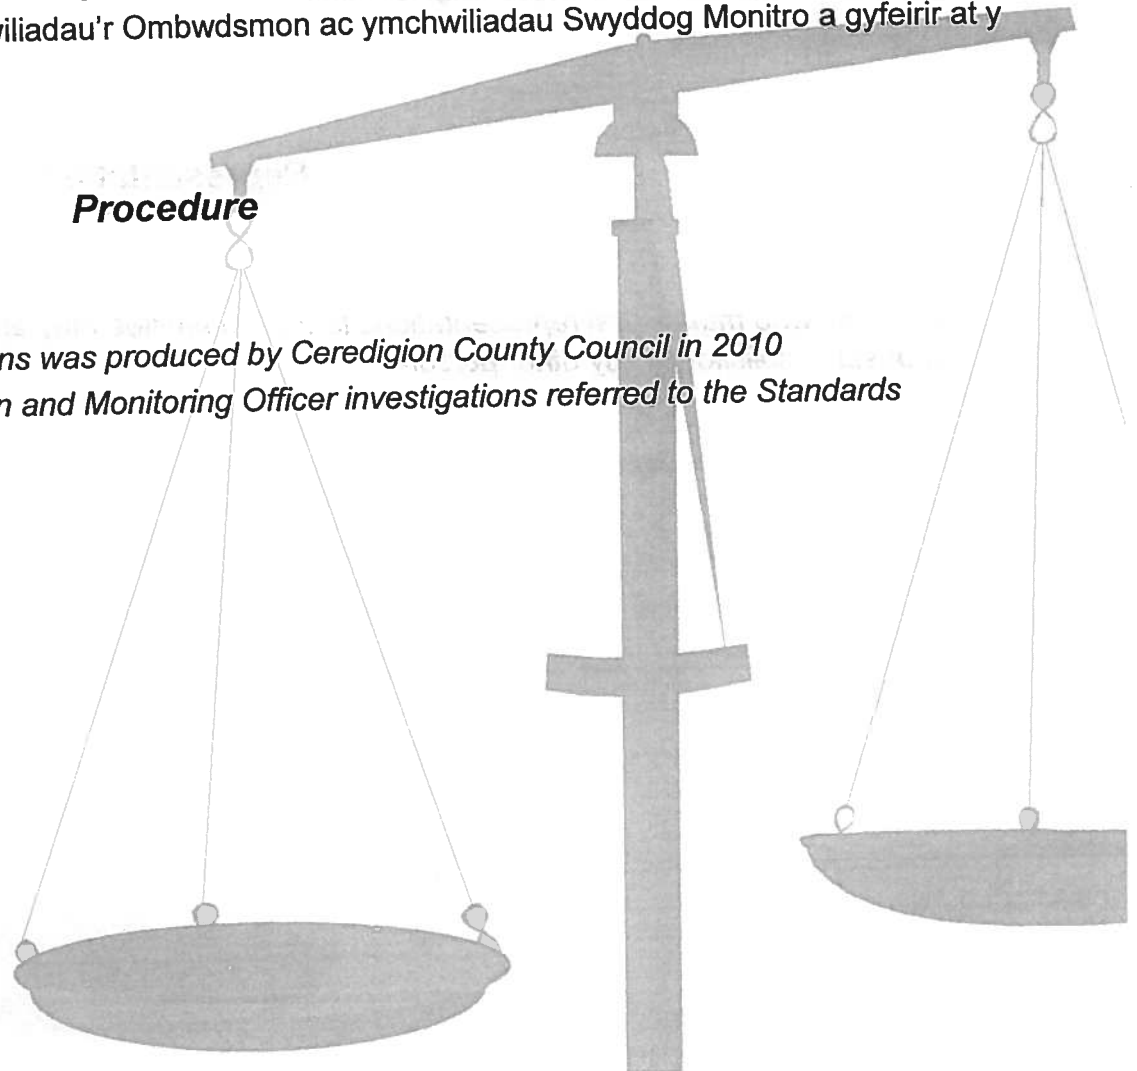 wiliadau'r Ombwdsmon ac ymchwiliadau Swyddog Monitro a gyfeirir at y
Procedure
ns was produced by Ceredigion County Council in 2010
n and Monitoring Officer investigations referred to the Standards